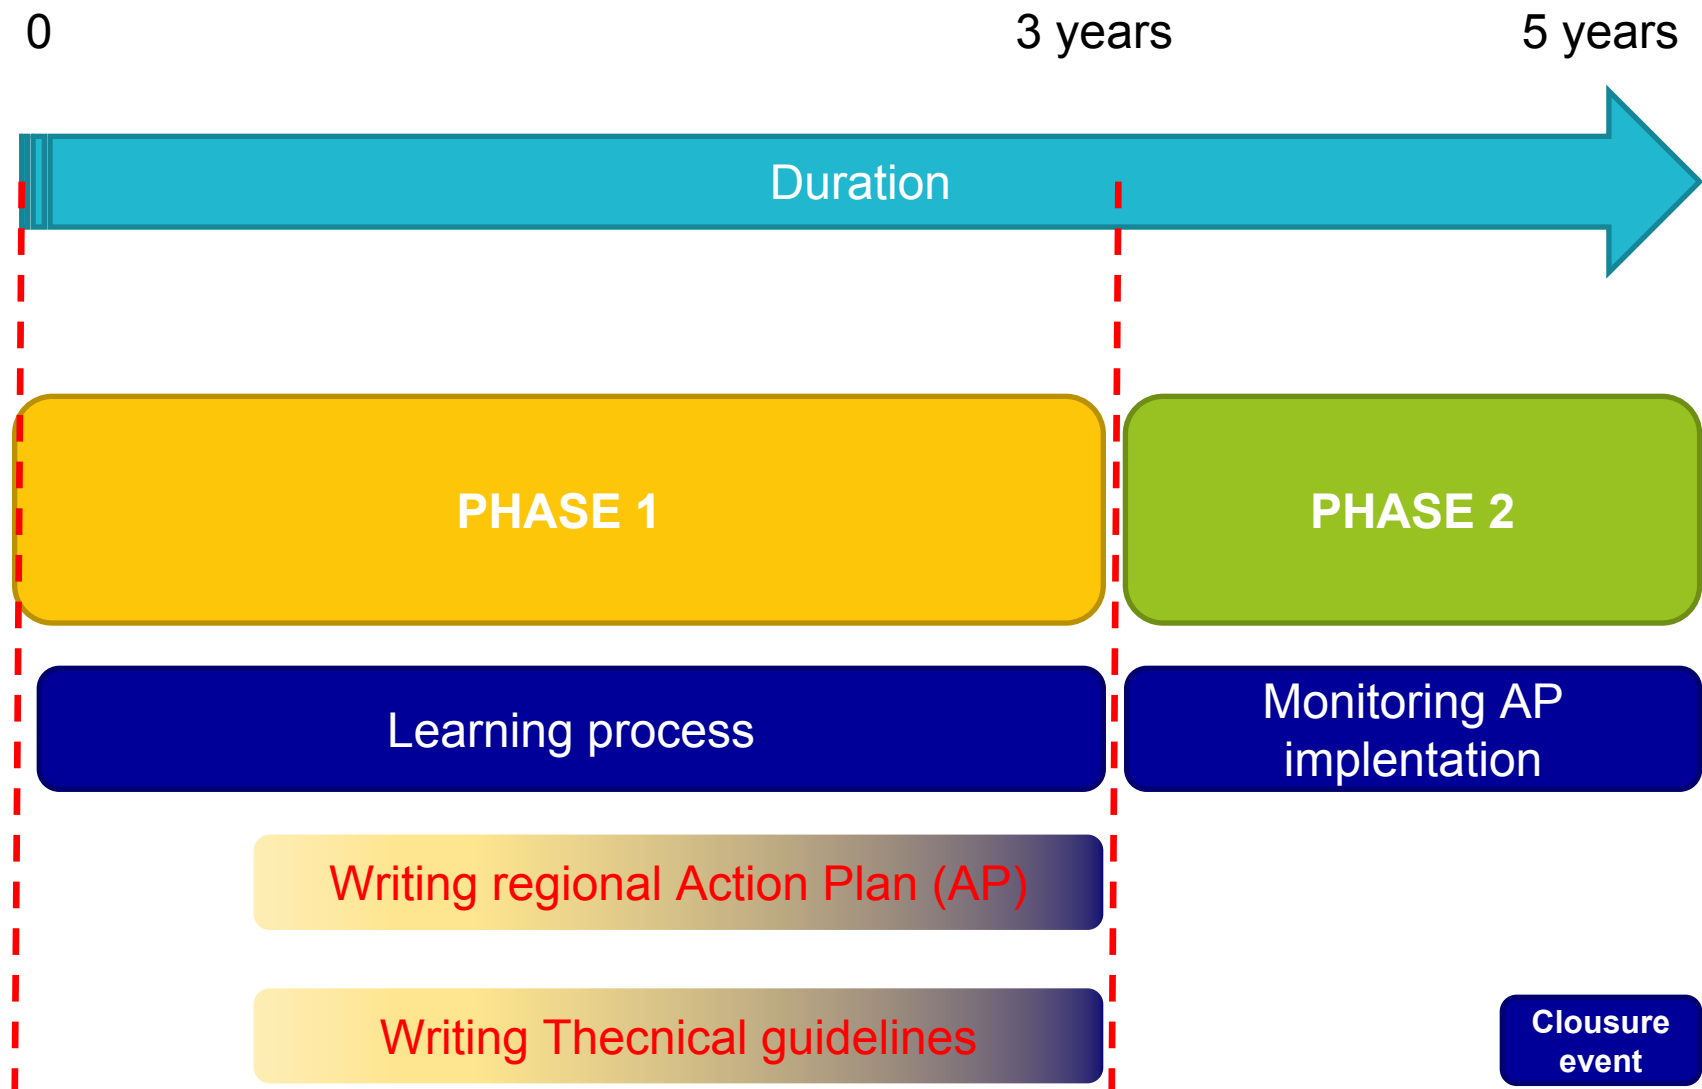 0
3 years
5 years
Duration
PHASE 1
PHASE 2
Learning process
Monitoring AP
implentation
Writing regional Action Plan (AP)
Writing Thecnical guidelines
Clousure
event